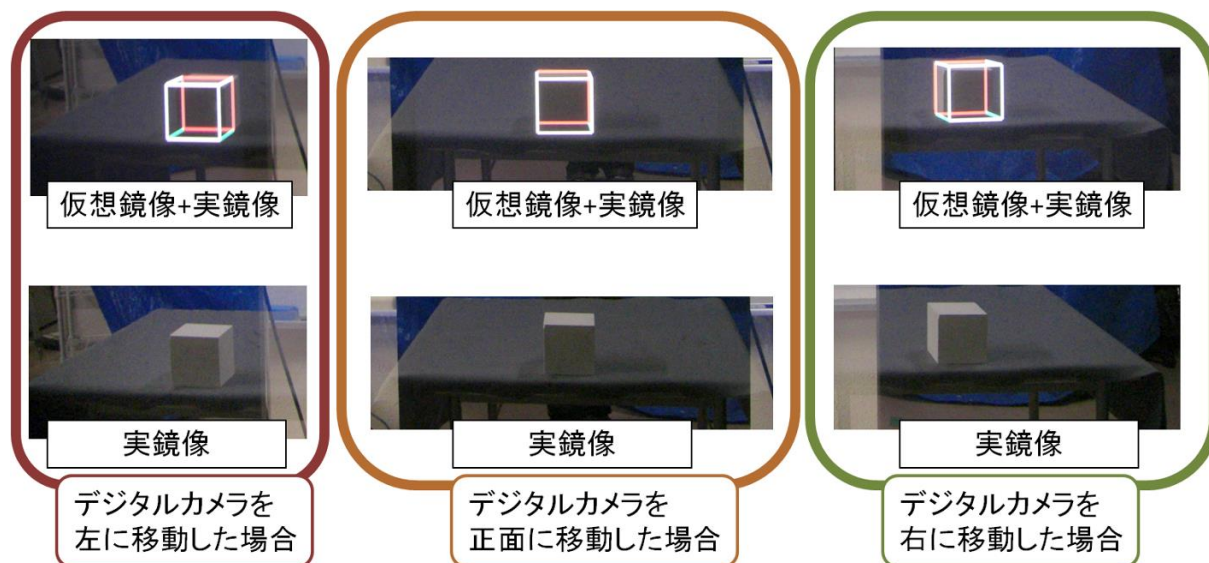 仮想鏡像+実鏡像
仮想鏡像+実鏡像
仮想鏡像+実鏡像
実鏡像
実鏡像
実鏡像
デジタルカメラを
左に移動した場合
デジタルカメラを
正面に移動した場合
デジタルカメラを
右に移動した場合